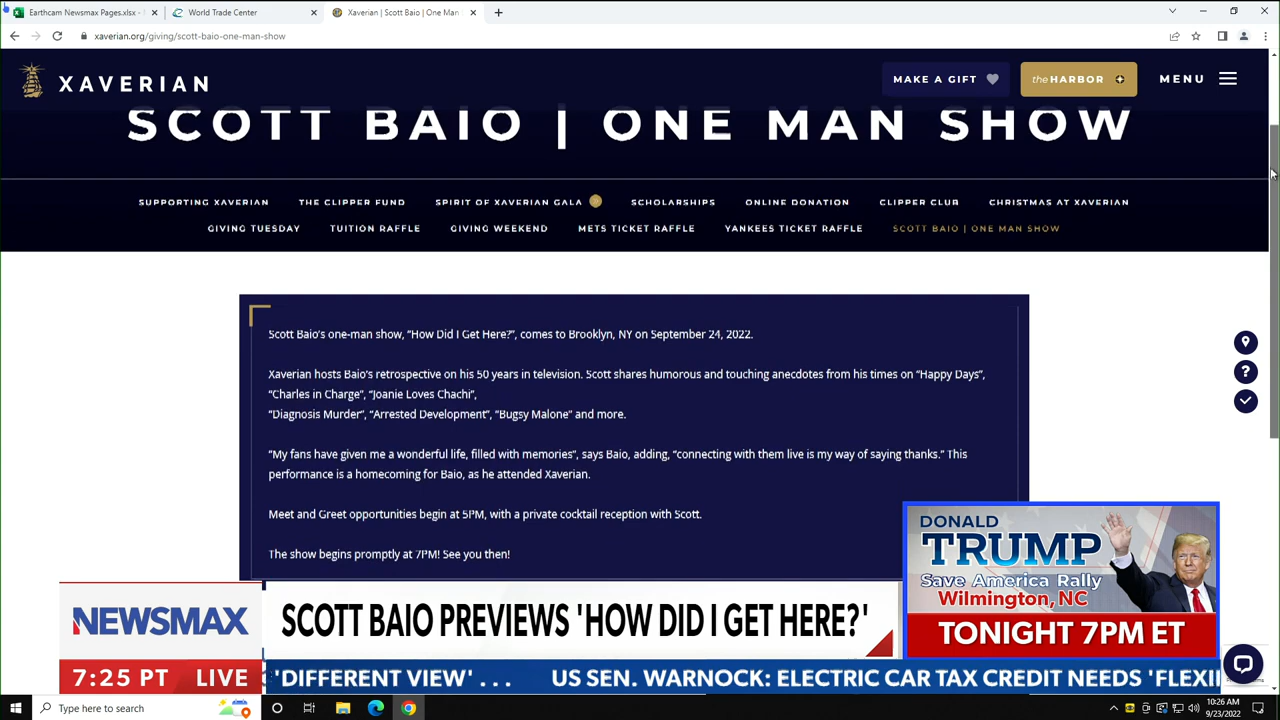 Earthcam Newsmax Pages.xlsx -
World Trade Center
Xaverian | Scott Baio | One Man
xaverian.org/giving/scott-baio-one-man-show
XAVERIAN
MAKE A GIFT
the HARBOR
MENU
SCOTT BAIO | ONE MAN SHOW
SUPPORTING XAVERIAN THE CLIPPER FUND SPIRIT OF XAVERIAN GALA SCHOLARSHIPS ONLINE DONATION CLIPPER CLUB CHRISTMAS AT XAVERIAN
GIVING TUESDAY TUITION RAFFLE GIVING WEEKEND METS TICKET RAFFLE YANKEES TICKET RAFFLE SCOTT BAIO | ONE MAN SHOW
Scott Baio's one-man show, "How Did I Get Here?", comes to Brooklyn, NY on September 24, 2022.
Xaverian hosts Baio's retrospective on his 50 years in television. Scott shares humorous and touching anecdotes from his times on "Happy Days",
"Charles in Charge", "Joanie Loves Chachi",
"Diagnosis Murder", "Arrested Development", "Bugsy Malone" and more.
"My fans have given me a wonderful life, filled with memories", says Baio, adding, "connecting with them live is my way of saying thanks." This
performance is a homecoming for Baio, as he attended Xaverian.
Meet and Greet opportunities begin at 5PM, with a private cocktail reception with Scott.
The show begins promptly at 7PM! See you then!
DONALD
TRUMP
Save America Rally
Wilmington, NC
TONIGHT 7PM ET
NEWSMAX
SCOTT BAIO PREVIEWS 'HOW DID I GET HERE?'
7:25 PT LIVE
'DIFFERENT VIEW' . . . US SEN. WARNOCK: ELECTRIC CAR TAX CREDIT NEEDS 'FLEXI
Type here to search
10:26 AM
9/23/2022